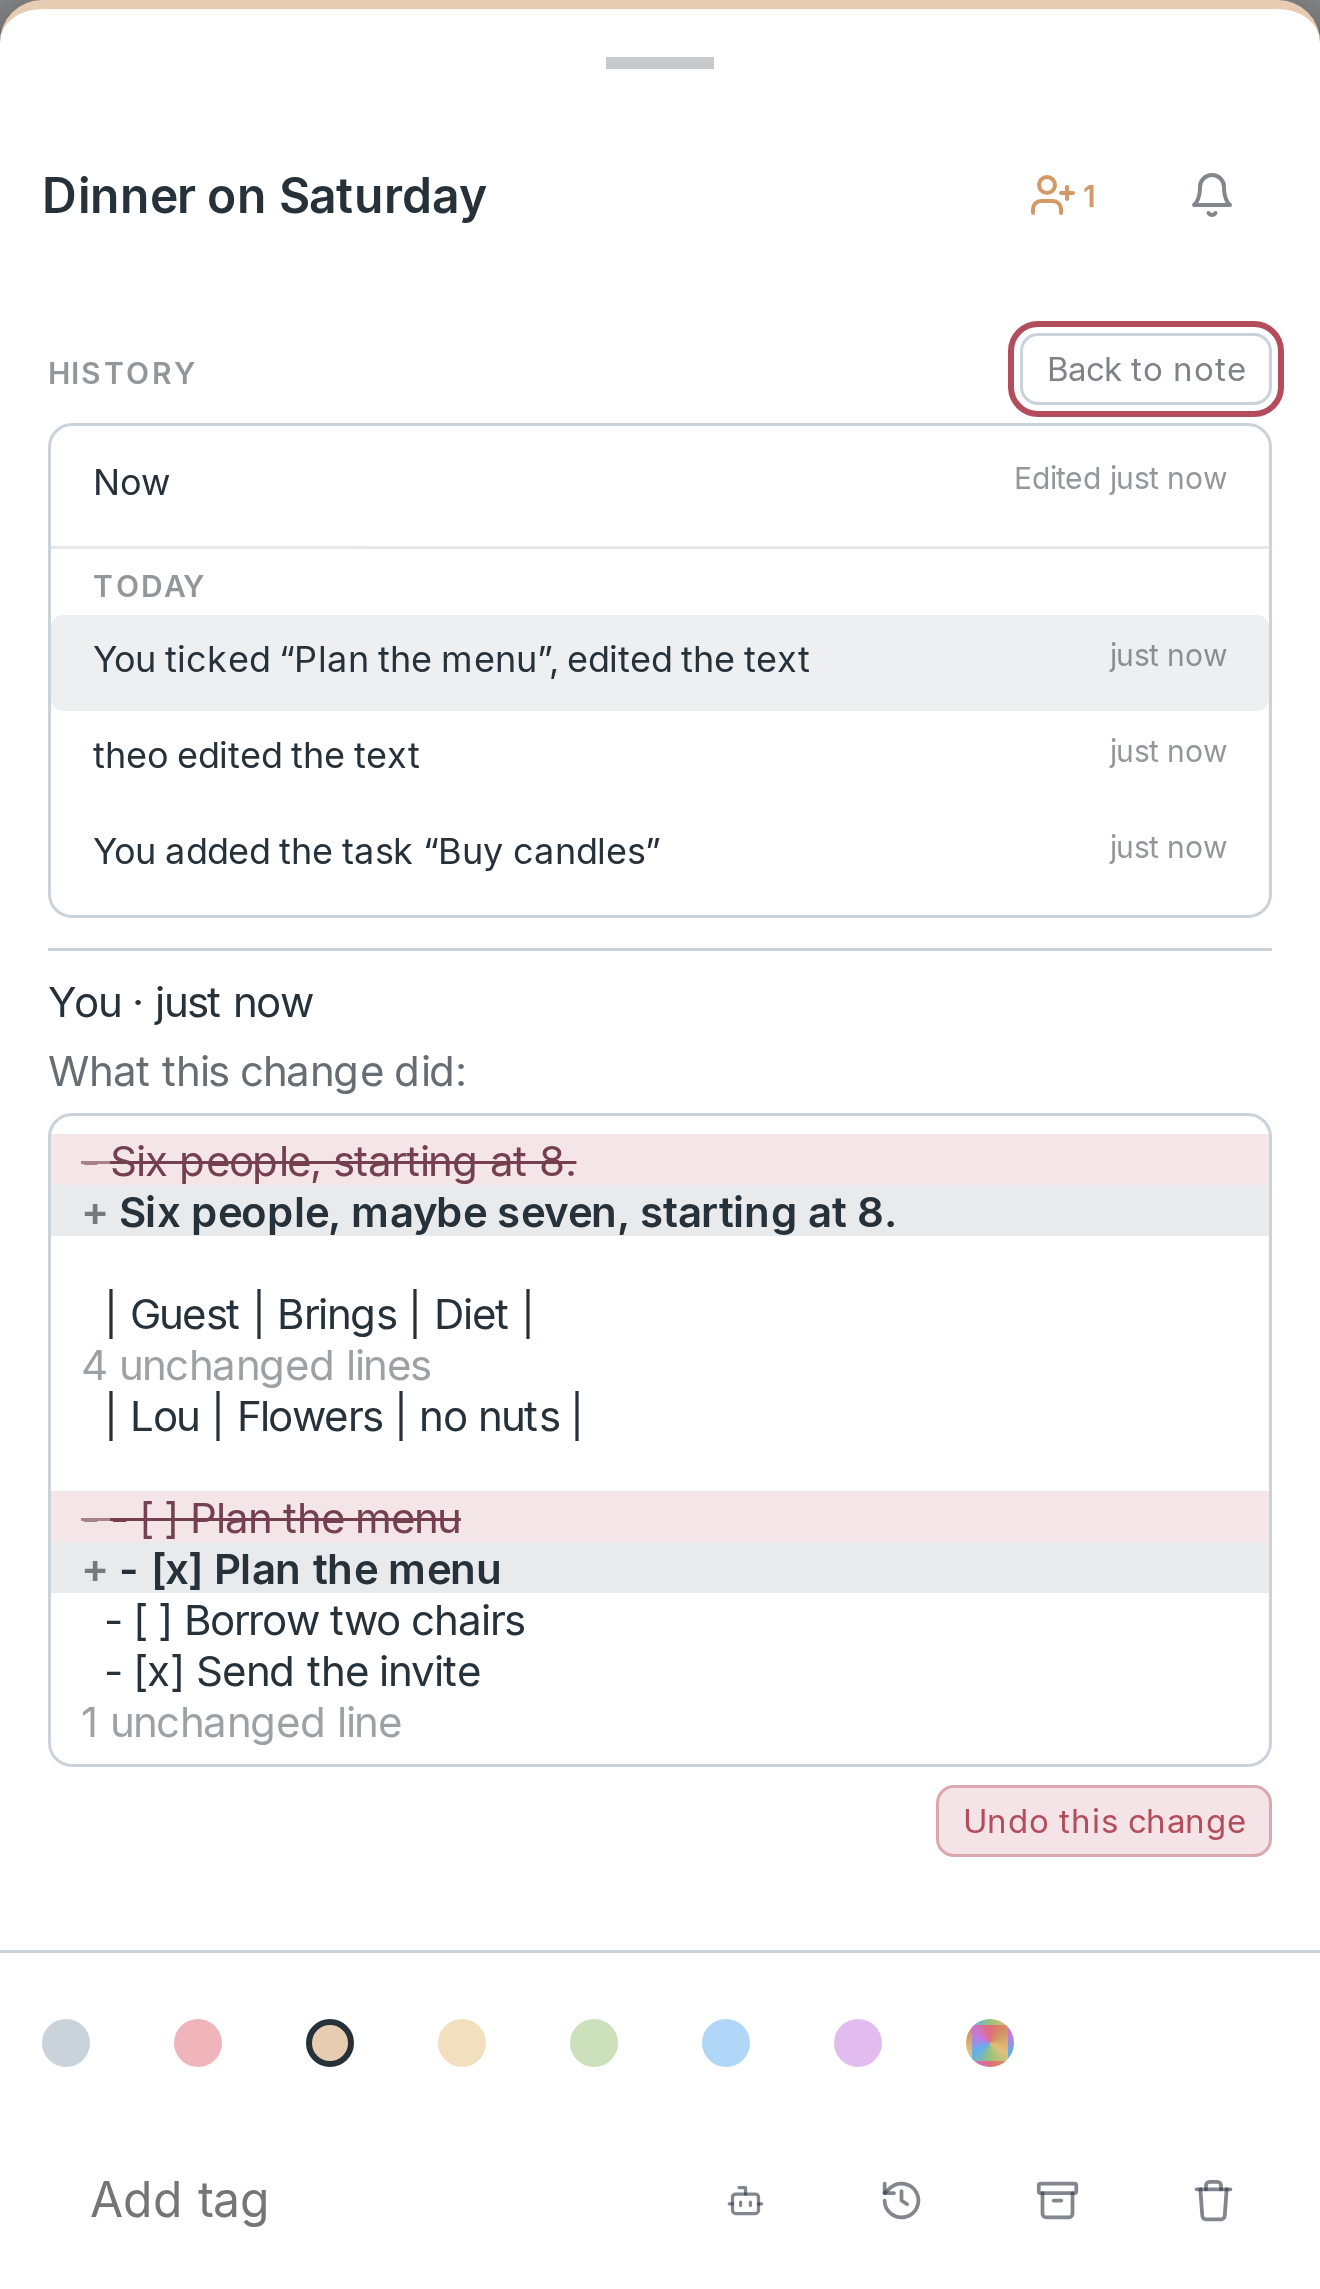 Dinner on Saturday
1
HISTORY
Back to note
Now
Edited just now
TODAY
You ticked “Plan the menu”, edited the text
just now
theo edited the text
just now
You added the task “Buy candles”
just now
You · just now
What this change did:
- Six people, starting at 8.
+ Six people, maybe seven, starting at 8.
| Guest | Brings | Diet |
4 unchanged lines
| Lou | Flowers | no nuts |
- - [ ] Plan the menu
+ - [x] Plan the menu
- [ ] Borrow two chairs
- [x] Send the invite
1 unchanged line
Undo this change
Add tag